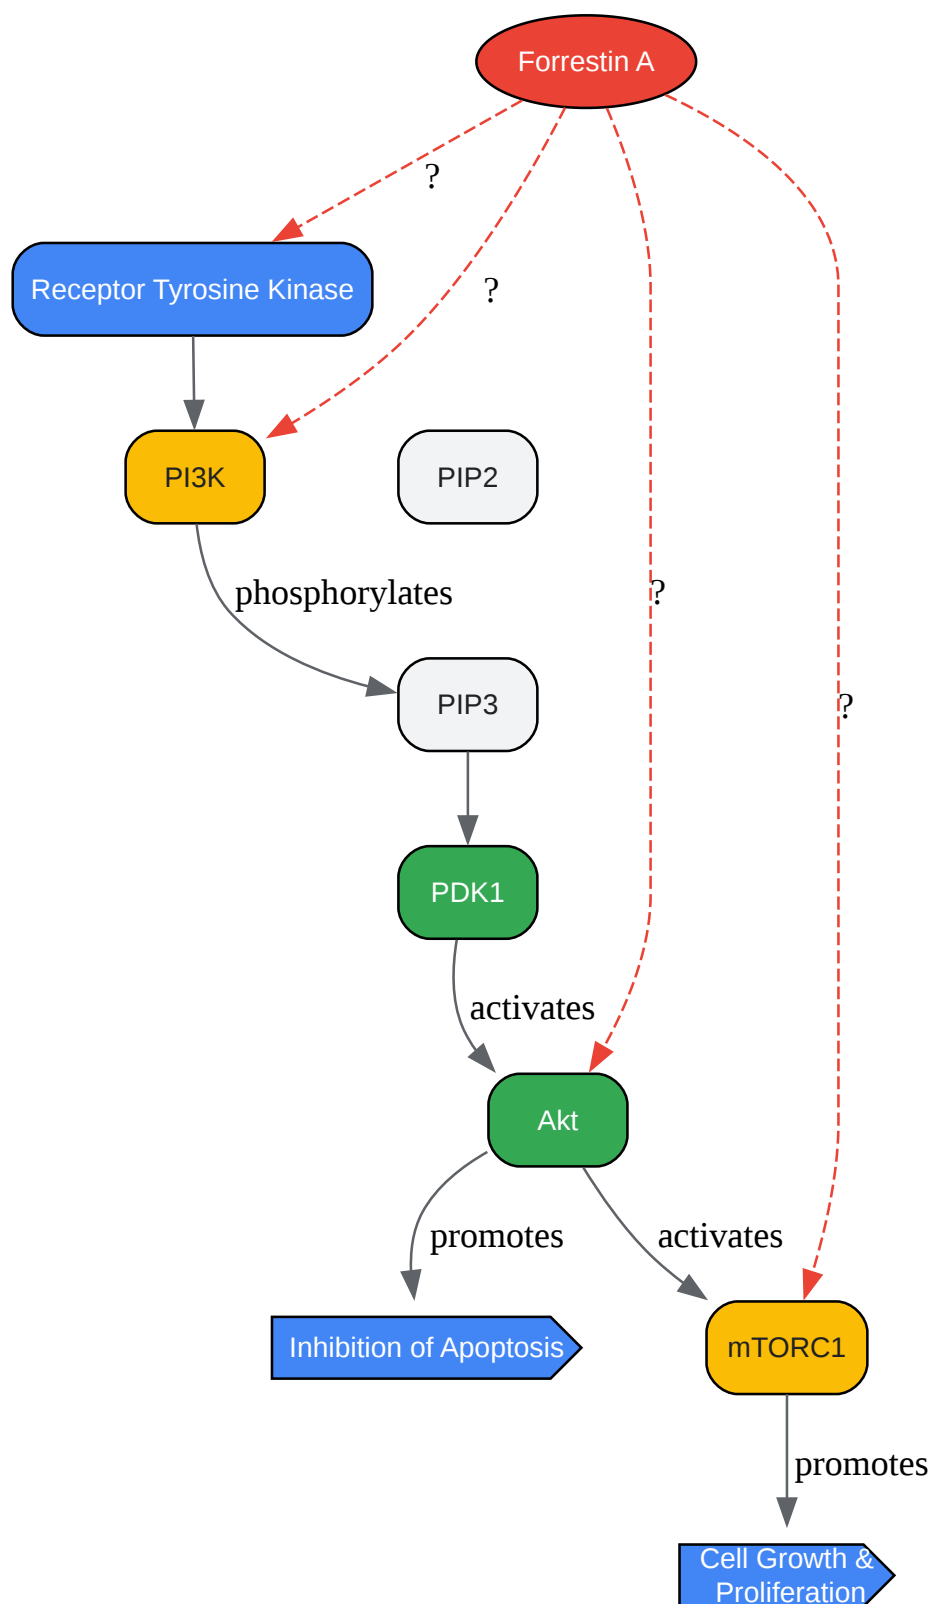 Forrestin A
?
Receptor Tyrosine Kinase
?
PI3K
PIP2
phosphorylates
?
PIP3
?
PDK1
activates
Akt
promotes
activates
Inhibition of Apoptosis
mTORC1
promotes
Cell Growth &
Proliferation